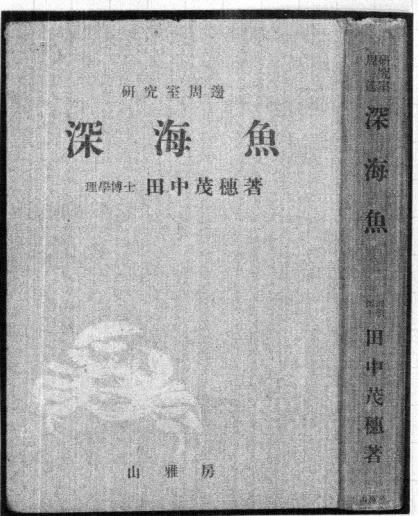 研究室周邊
深海魚
理學博士 田中茂穗著
山雅房
研究室
周邊
深海魚
理學
博士
田中茂穗著